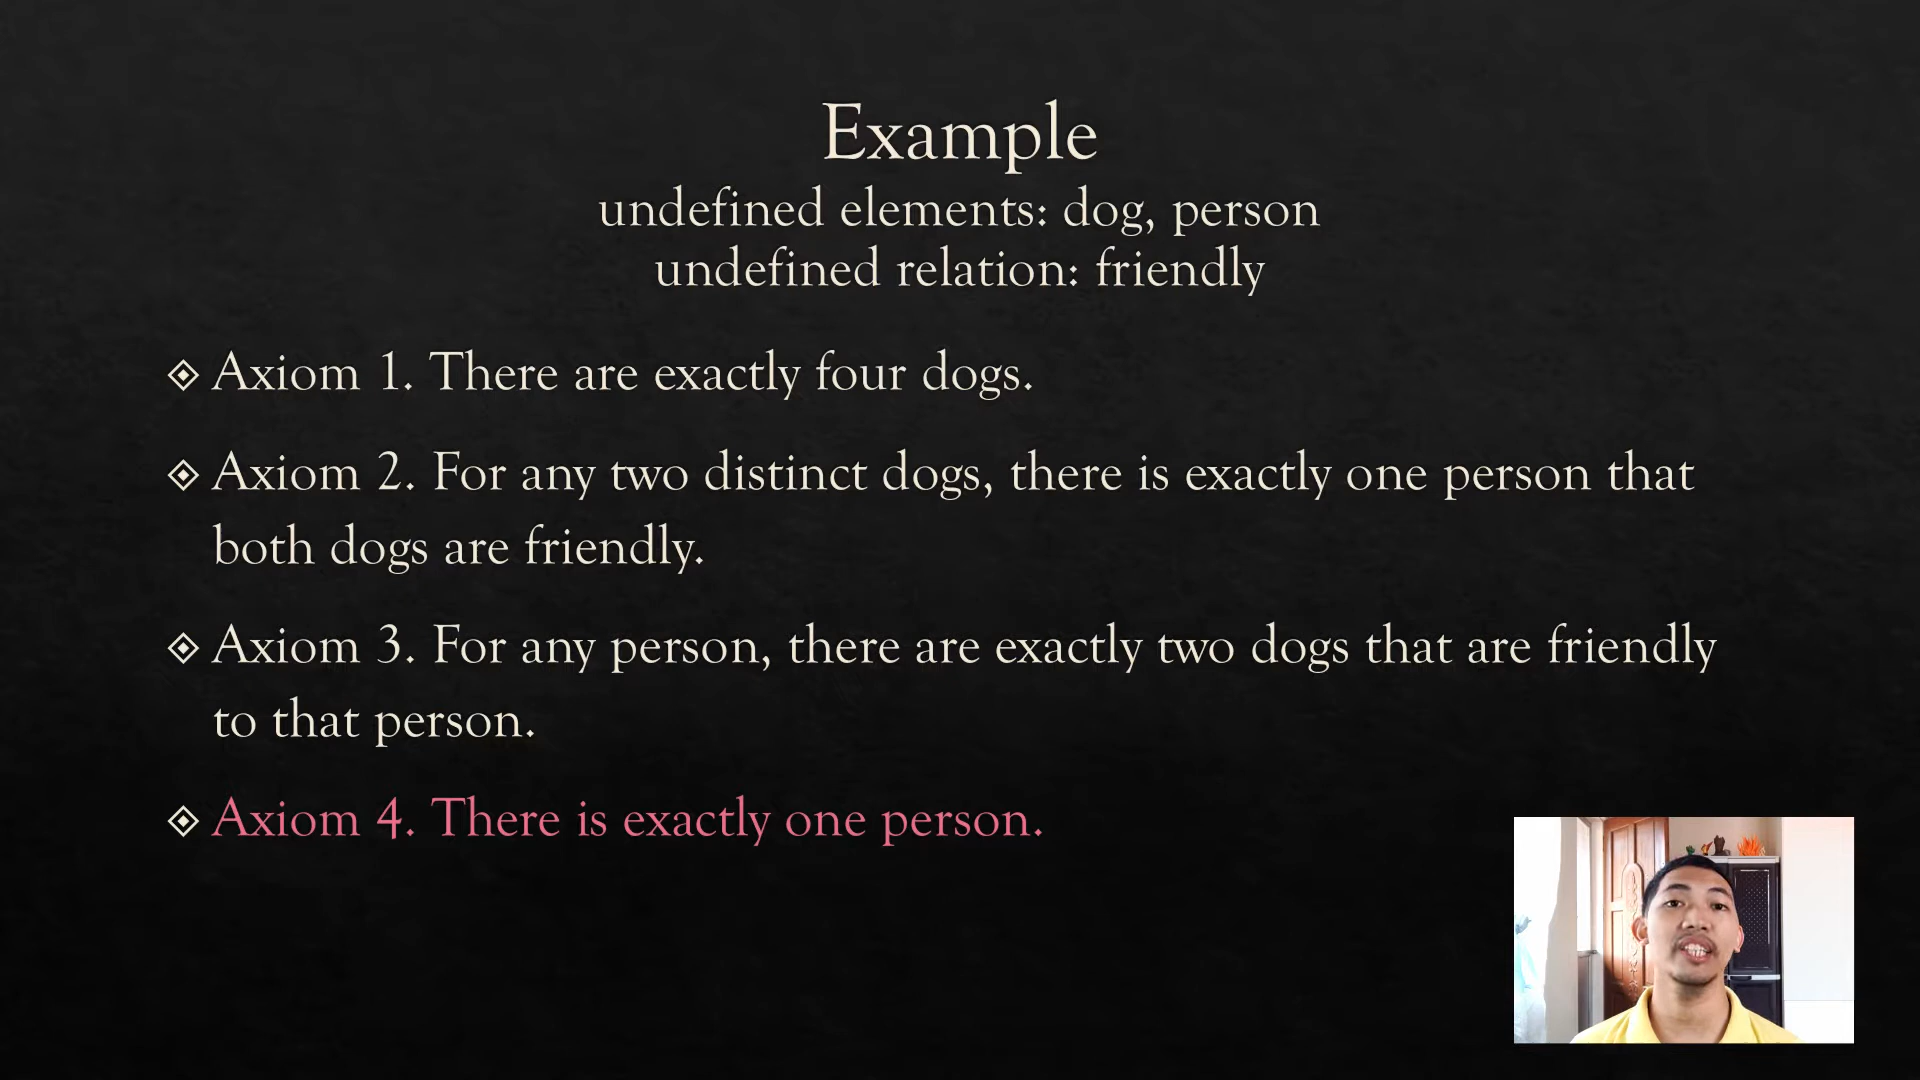 Example
undefined elements: dog, person
undefined relation: friendly
Axiom 1. There are exactly four dogs.
Axiom 2. For any two distinct dogs, there is exactly one person that
both dogs are friendly.
Axiom 3. For any person, there are exactly two dogs that are friendly
to that person.
Axiom 4. There is exactly one person.